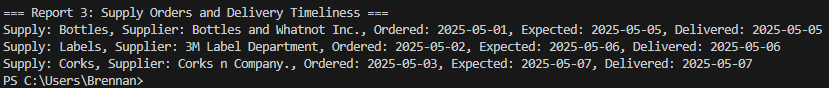 === Report 3: Supply Orders and Delivery Timeliness ===
Supply: Bottles, Supplier: Bottles and Whatnot Inc., Ordered: 2025-05-01, Expected: 2025-05-05, Delivered: 2025-05-05
Supply: Labels, Supplier: 3M Label Department, Ordered: 2025-05-02, Expected: 2025-05-06, Delivered: 2025-05-06
Supply: Corks, Supplier: Corks n Company., Ordered: 2025-05-03, Expected: 2025-05-07, Delivered: 2025-05-07
PS C:\Users\Brennan>